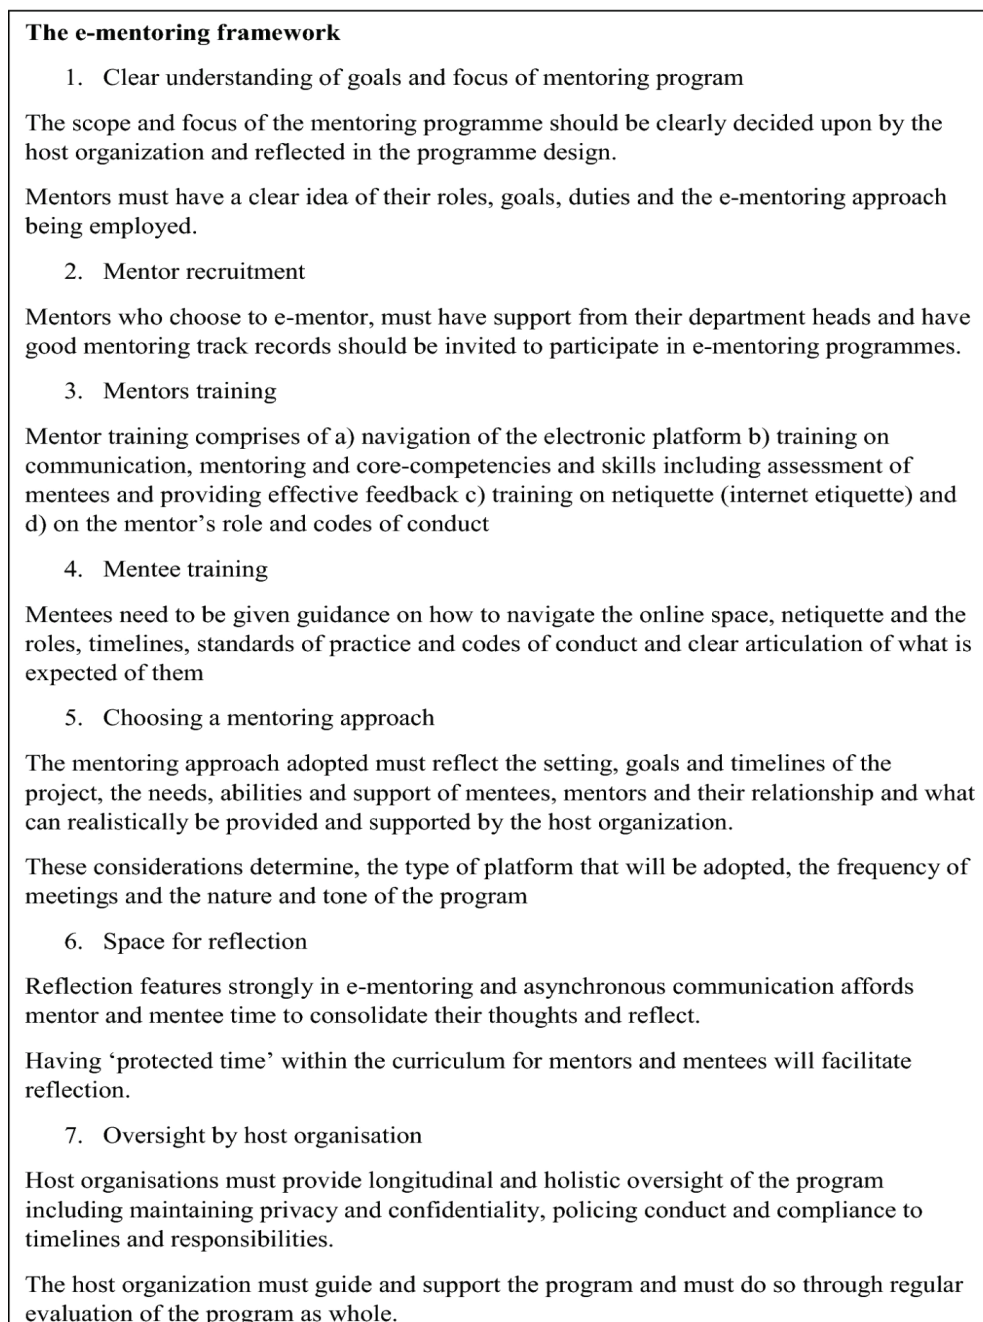 The e-mentoring framework
1. Clear understanding of goals and focus of mentoring program
The scope and focus of the mentoring programme should be clearly decided upon by the
host organization and reflected in the programme design.
Mentors must have a clear idea of their roles, goals, duties and the e-mentoring approach
being employed.
2. Mentor recruitment
Mentors who choose to e-mentor, must have support from their department heads and have
good mentoring track records should be invited to participate in e-mentoring programmes.
3. Mentors training
Mentor training comprises of a) navigation of the electronic platform b) training on
communication, mentoring and core-competencies and skills including assessment of
mentees and providing effective feedback c) training on netiquette (internet etiquette) and
d) on the mentor’s role and codes of conduct
4. Mentee training
Mentees need to be given guidance on how to navigate the online space, netiquette and the
roles, timelines, standards of practice and codes of conduct and clear articulation of what is
expected of them
5. Choosing a mentoring approach
The mentoring approach adopted must reflect the setting, goals and timelines of the
project, the needs, abilities and support of mentees, mentors and their relationship and what
can realistically be provided and supported by the host organization.
These considerations determine, the type of platform that will be adopted, the frequency of
meetings and the nature and tone of the program
6. Space for reflection
Reflection features strongly in e-mentoring and asynchronous communication affords
mentor and mentee time to consolidate their thoughts and reflect.
Having ‘protected time’ within the curriculum for mentors and mentees will facilitate
reflection.
7. Oversight by host organisation
Host organisations must provide longitudinal and holistic oversight of the program
including maintaining privacy and confidentiality, policing conduct and compliance to
timelines and responsibilities.
The host organization must guide and support the program and must do so through regular
evaluation of the program as whole.